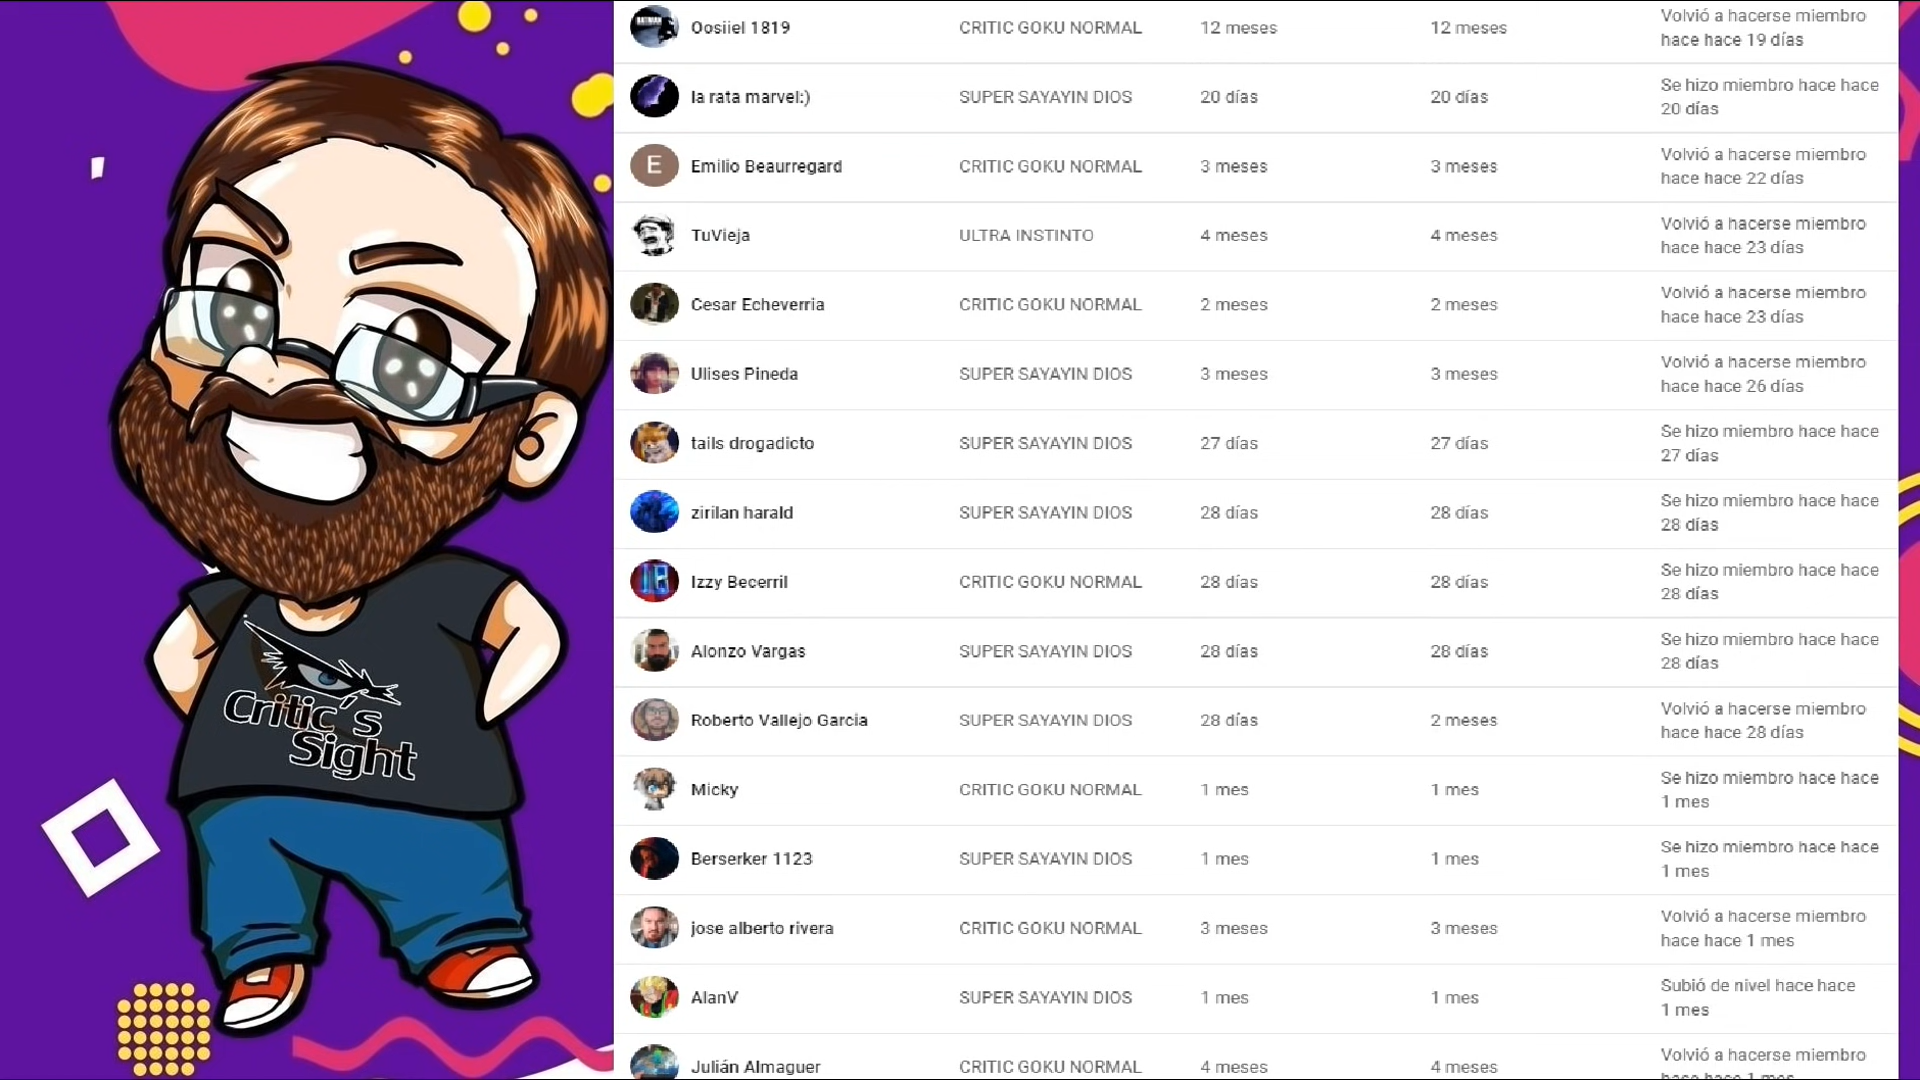 Critic´s
Sight
Oosiiel 1819 CRITIC GOKU NORMAL 12 meses 12 meses Volvió a hacerse miembro
hace hace 19 días
la rata marvel:) SUPER SAYAYIN DIOS 20 días 20 días Se hizo miembro hace hace
20 días
E Emilio Beaurregard CRITIC GOKU NORMAL 3 meses 3 meses Volvió a hacerse miembro
hace hace 22 días
TuVieja ULTRA INSTINTO 4 meses 4 meses Volvió a hacerse miembro
hace hace 23 días
Cesar Echeverria CRITIC GOKU NORMAL 2 meses 2 meses Volvió a hacerse miembro
hace hace 23 días
Ulises Pineda SUPER SAYAYIN DIOS 3 meses 3 meses Volvió a hacerse miembro
hace hace 26 días
tails drogadicto SUPER SAYAYIN DIOS 27 días 27 días Se hizo miembro hace hace
27 días
zirilan harald SUPER SAYAYIN DIOS 28 días 28 días Se hizo miembro hace hace
28 días
Izzy Becerril CRITIC GOKU NORMAL 28 días 28 días Se hizo miembro hace hace
28 días
Alonzo Vargas SUPER SAYAYIN DIOS 28 días 28 días Se hizo miembro hace hace
28 días
Roberto Vallejo Garcia SUPER SAYAYIN DIOS 28 días 2 meses Volvió a hacerse miembro
hace hace 28 días
Micky CRITIC GOKU NORMAL 1 mes 1 mes Se hizo miembro hace hace
1 mes
Berserker 1123 SUPER SAYAYIN DIOS 1 mes 1 mes Se hizo miembro hace hace
1 mes
jose alberto rivera CRITIC GOKU NORMAL 3 meses 3 meses Volvió a hacerse miembro
hace hace 1 mes
AlanV SUPER SAYAYIN DIOS 1 mes 1 mes Subió de nivel hace hace
1 mes
Julián Almaguer CRITIC GOKU NORMAL 4 meses 4 meses Volvió a hacerse miembro
hace hace 1 mes